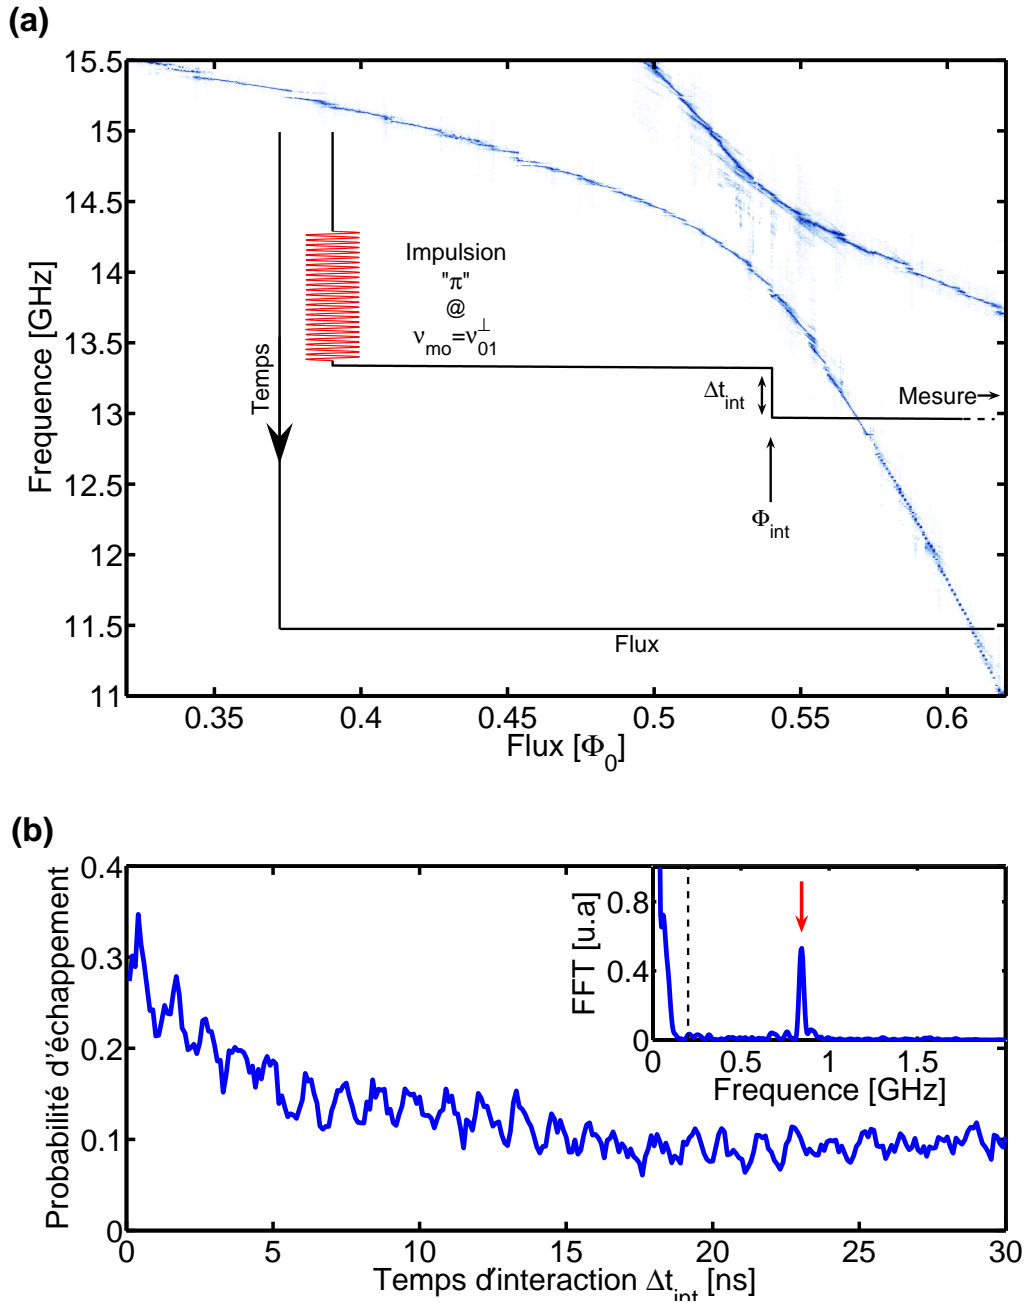 (a)
15.5
15
14.5
14
13.5
13
12.5
12
11.5
11
Frequence [GHz]
Temps
Impulsion
"π"
@
ν_mo=ν_01^⊥
Δt_int
Mesure
Φ_int
Flux
0.35 0.4 0.45 0.5 0.55 0.6
Flux [Φ_0]
(b)
0.4
0.3
0.2
0.1
0
Probabilité d'échappement
0.8
0.4
0
FFT [u.a]
0 0.5 1 1.5
Frequence [GHz]
0 5 10 15 20 25 30
Temps d'interaction Δt_int [ns]